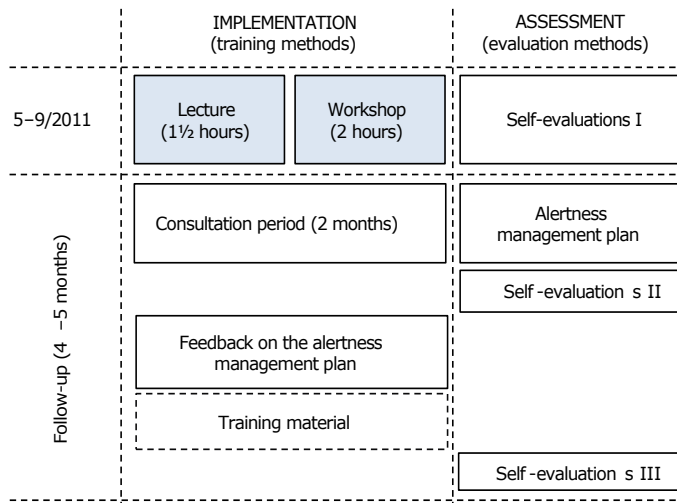 IMPLEMENTATION
(training methods)
ASSESSMENT
(evaluation methods)
5–9/2011
Lecture
(1½ hours)
Workshop
(2 hours)
Self-evaluations I
Follow-up (4 –5 months)
Consultation period (2 months)
Alertness
management plan
Self-evaluation s II
Feedback on the alertness
management plan
Training material
Self-evaluation s III